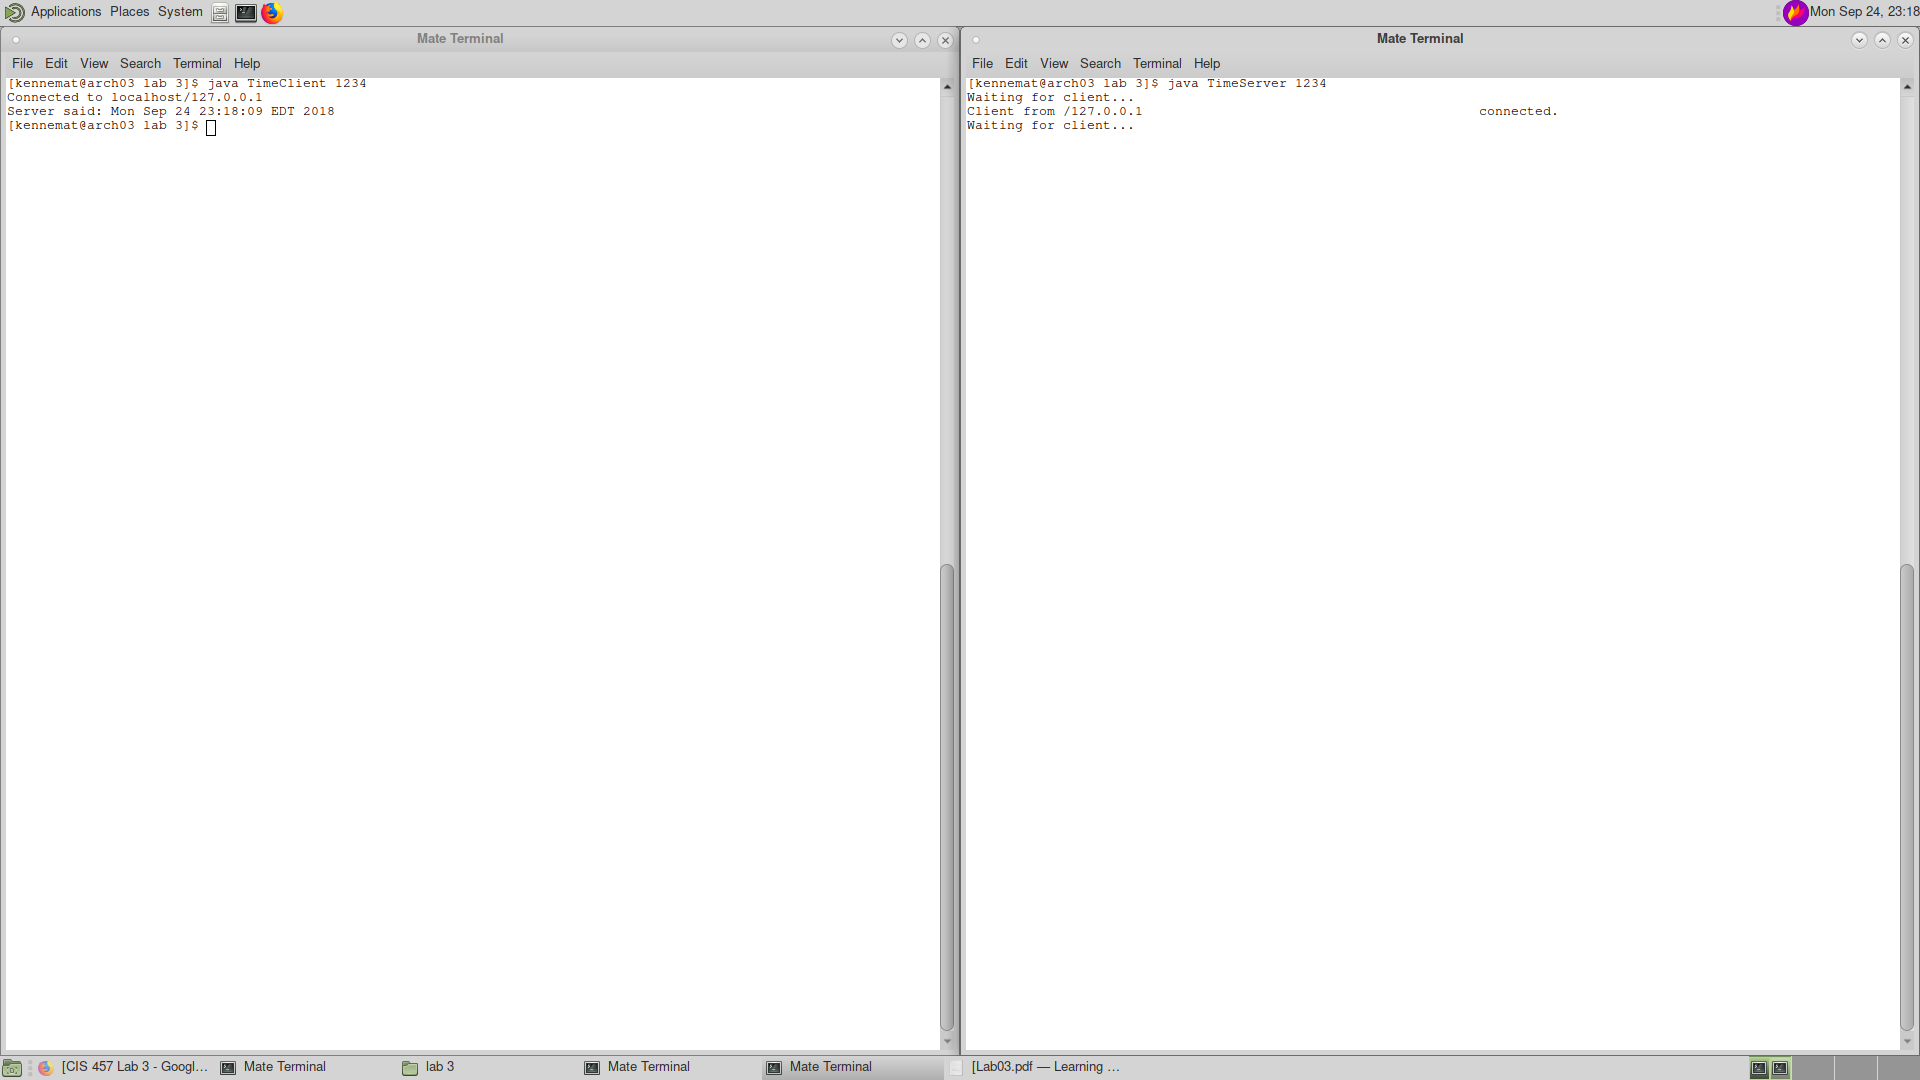 Applications Places System
Mon Sep 24, 23:18
Mate Terminal
File Edit View Search Terminal Help
[kennemat@arch03 lab 3]$ java TimeClient 1234
Connected to localhost/127.0.0.1
Server said: Mon Sep 24 23:18:09 EDT 2018
[kennemat@arch03 lab 3]$
Mate Terminal
File Edit View Search Terminal Help
[kennemat@arch03 lab 3]$ java TimeServer 1234
Waiting for client...
Client from /127.0.0.1 connected.
Waiting for client...
[CIS 457 Lab 3 - Googl... Mate Terminal lab 3 Mate Terminal Mate Terminal [Lab03.pdf — Learning ...